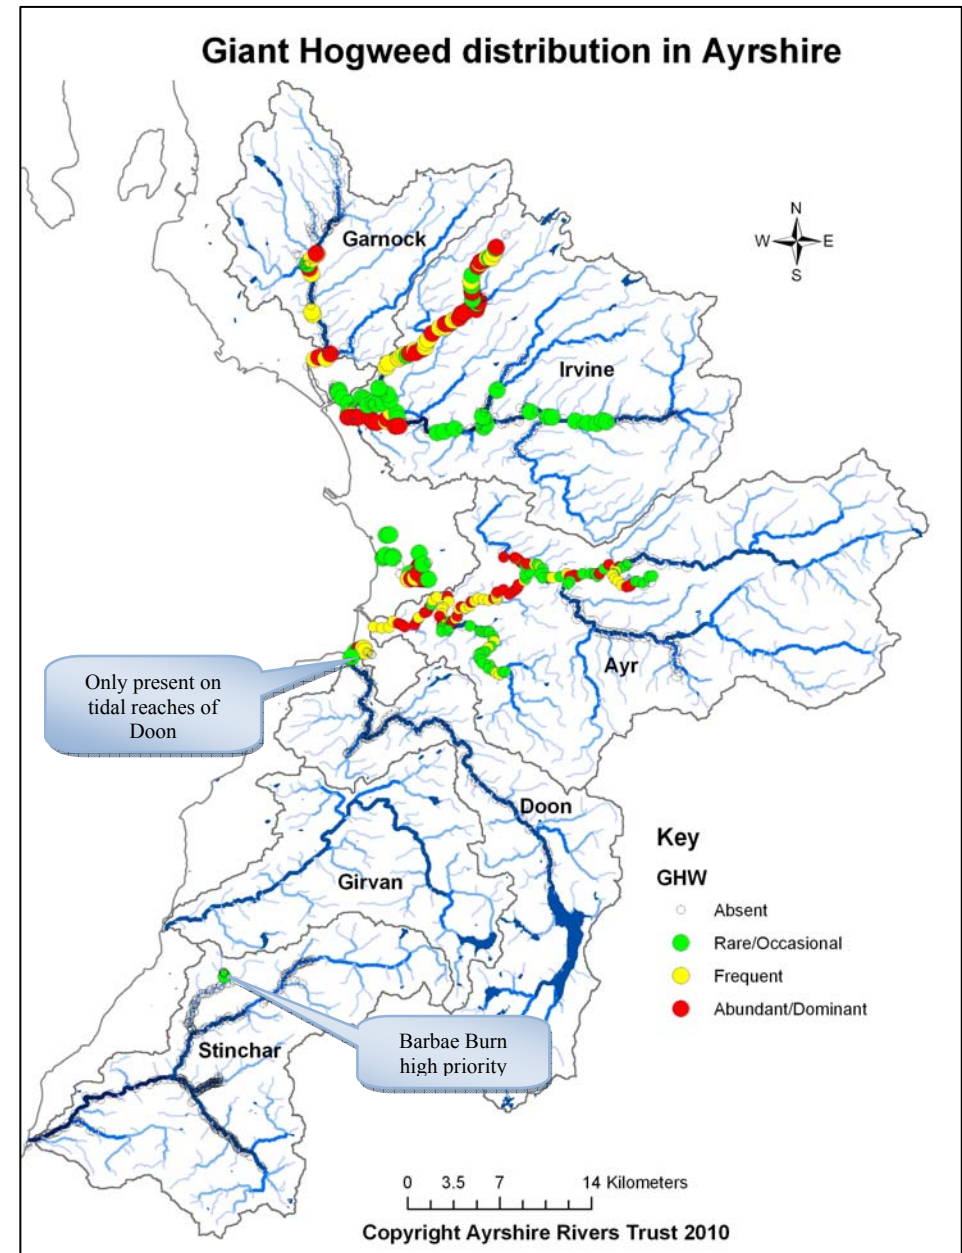 Giant Hogweed distribution in Ayrshire
N
W E
S
Garnock
Irvine
Ayr
Only present on
tidal reaches of
Doon
Doon
Girvan
Key
GHW
Absent
Rare/Occasional
Frequent
Abundant/Dominant
Barbae Burn
high priority
Stinchar
0 3.5 7 14 Kilometers
Copyright Ayrshire Rivers Trust 2010